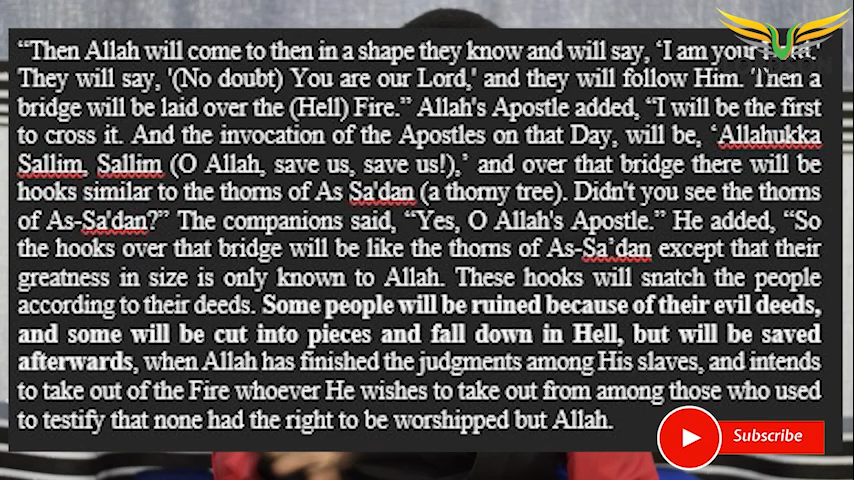 “Then Allah will come to then in a shape they know and will say, ‘I am your Lord.'
They will say, '(No doubt) You are our Lord,' and they will follow Him. 'Then a
bridge will be laid over the (Hell) Fire.” Allah's Apostle added, “I will be the first
to cross it. And the invocation of the Apostles on that Day, will be, ‘Allahukka
Sallim, Sallim (O Allah, save us, save us!),’ and over that bridge there will be
hooks similar to the thorns of As Sa'dan (a thorny tree). Didn't you see the thorns
of As-Sa'dan?” The companions said, “Yes, O Allah's Apostle.” He added, “So
the hooks over that bridge will be like the thorns of As-Sa’dan except that their
greatness in size is only known to Allah. These hooks will snatch the people
according to their deeds. Some people will be ruined because of their evil deeds,
and some will be cut into pieces and fall down in Hell, but will be saved
afterwards, when Allah has finished the judgments among His slaves, and intends
to take out of the Fire whoever He wishes to take out from among those who used
to testify that none had the right to be worshipped but Allah.
Subscribe